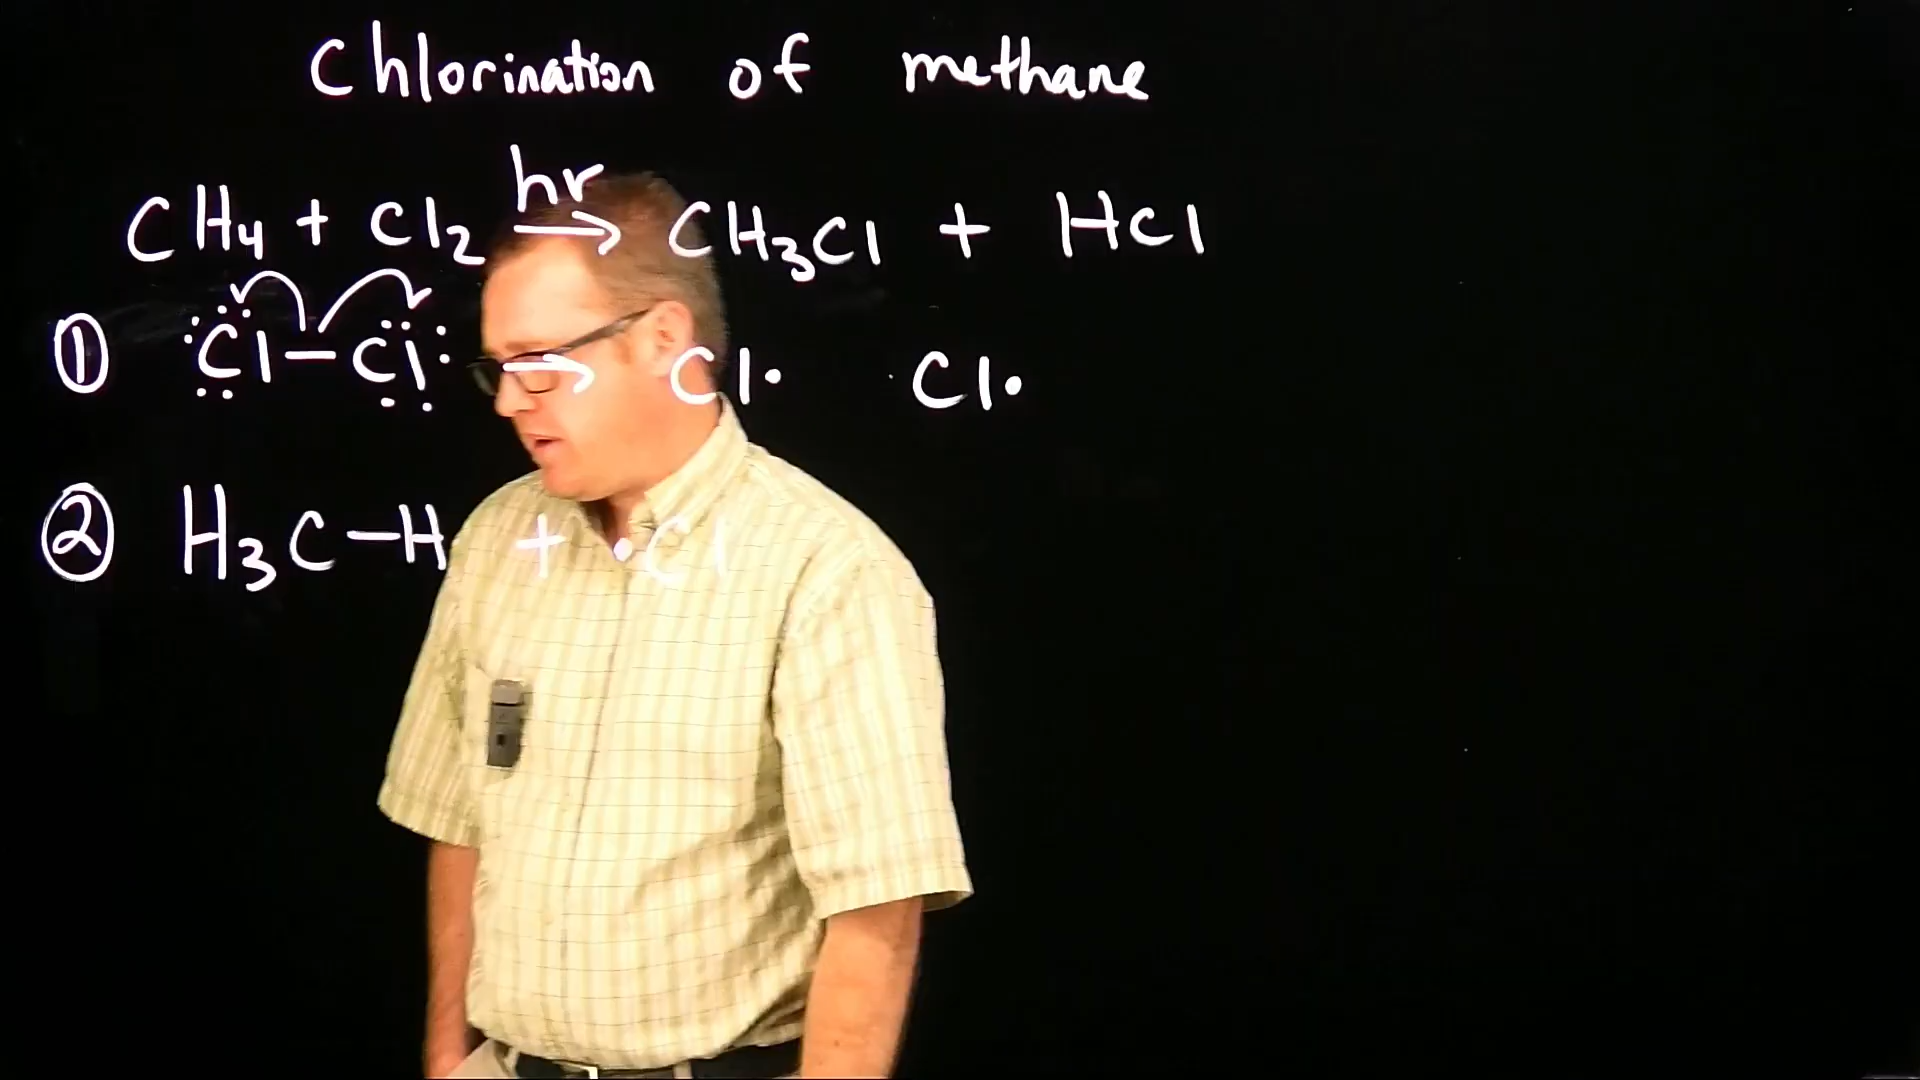 Chlorination of methane
hν
CH₄ + Cl₂ → CH₃Cl + HCl
① :Cl–Cl: → Cl• Cl•
② H₃C–H + •Cl